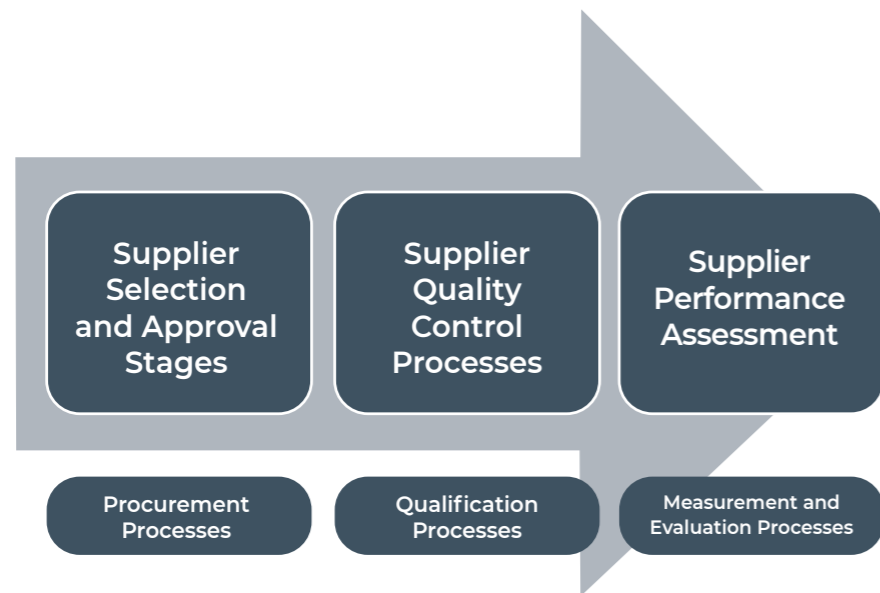 Supplier
Selection
and Approval
Stages
Supplier
Quality
Control
Processes
Supplier
Performance
Assessment
Procurement
Processes
Qualification
Processes
Measurement and
Evaluation Processes